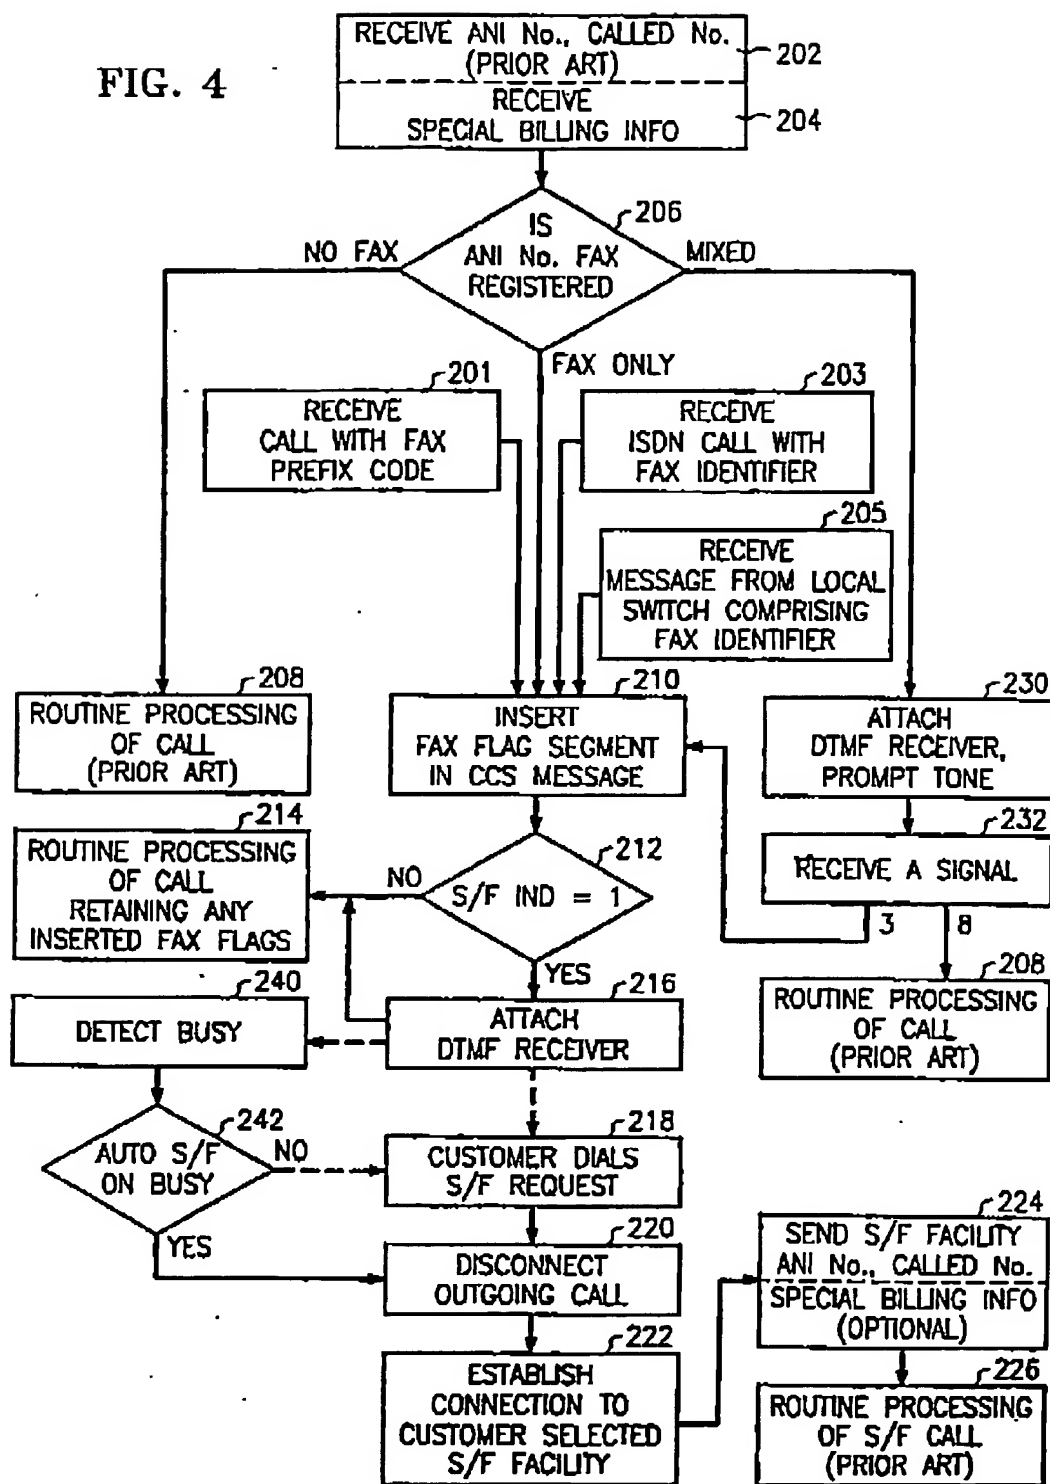 FIG. 4
RECEIVE ANI No., CALLED No.
(PRIOR ART)
202
RECEIVE
SPECIAL BILLING INFO
204
206
IS
ANI No. FAX
REGISTERED
NO FAX
MIXED
FAX ONLY
201
RECEIVE
CALL WITH FAX
PREFIX CODE
203
RECEIVE
ISDN CALL WITH
FAX IDENTIFIER
205
RECEIVE
MESSAGE FROM LOCAL
SWITCH COMPRISING
FAX IDENTIFIER
208
ROUTINE PROCESSING
OF CALL
(PRIOR ART)
210
INSERT
FAX FLAG SEGMENT
IN CCS MESSAGE
230
ATTACH
DTMF RECEIVER,
PROMPT TONE
214
ROUTINE PROCESSING
OF CALL
RETAINING ANY
INSERTED FAX FLAGS
212
NO
S/F IND = 1
YES
232
RECEIVE A SIGNAL
3
8
208
ROUTINE PROCESSING
OF CALL
(PRIOR ART)
240
DETECT BUSY
216
ATTACH
DTMF RECEIVER
242
AUTO S/F
ON BUSY
NO
YES
218
CUSTOMER DIALS
S/F REQUEST
220
DISCONNECT
OUTGOING CALL
222
ESTABLISH
CONNECTION TO
CUSTOMER SELECTED
S/F FACILITY
224
SEND S/F FACILITY
ANI No., CALLED No.
SPECIAL BILLING INFO
(OPTIONAL)
226
ROUTINE PROCESSING
OF S/F CALL
(PRIOR ART)